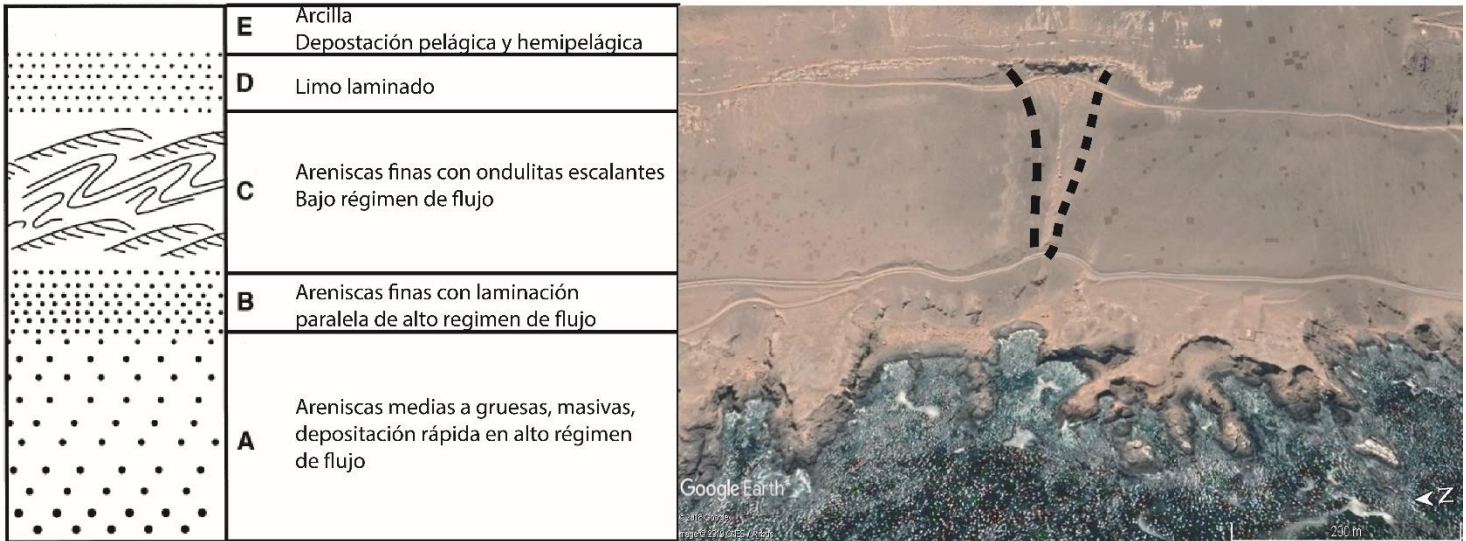 E
Arcilla
Depostación pelágica y hemipelágica
D
Limo laminado
C
Areniscas finas con ondulitas escalantes
Bajo régimen de flujo
B
Areniscas finas con laminación
paralela de alto regimen de flujo
A
Areniscas medias a gruesas, masivas,
depositación rápida en alto régimen
de flujo
Google Earth
N
200 m